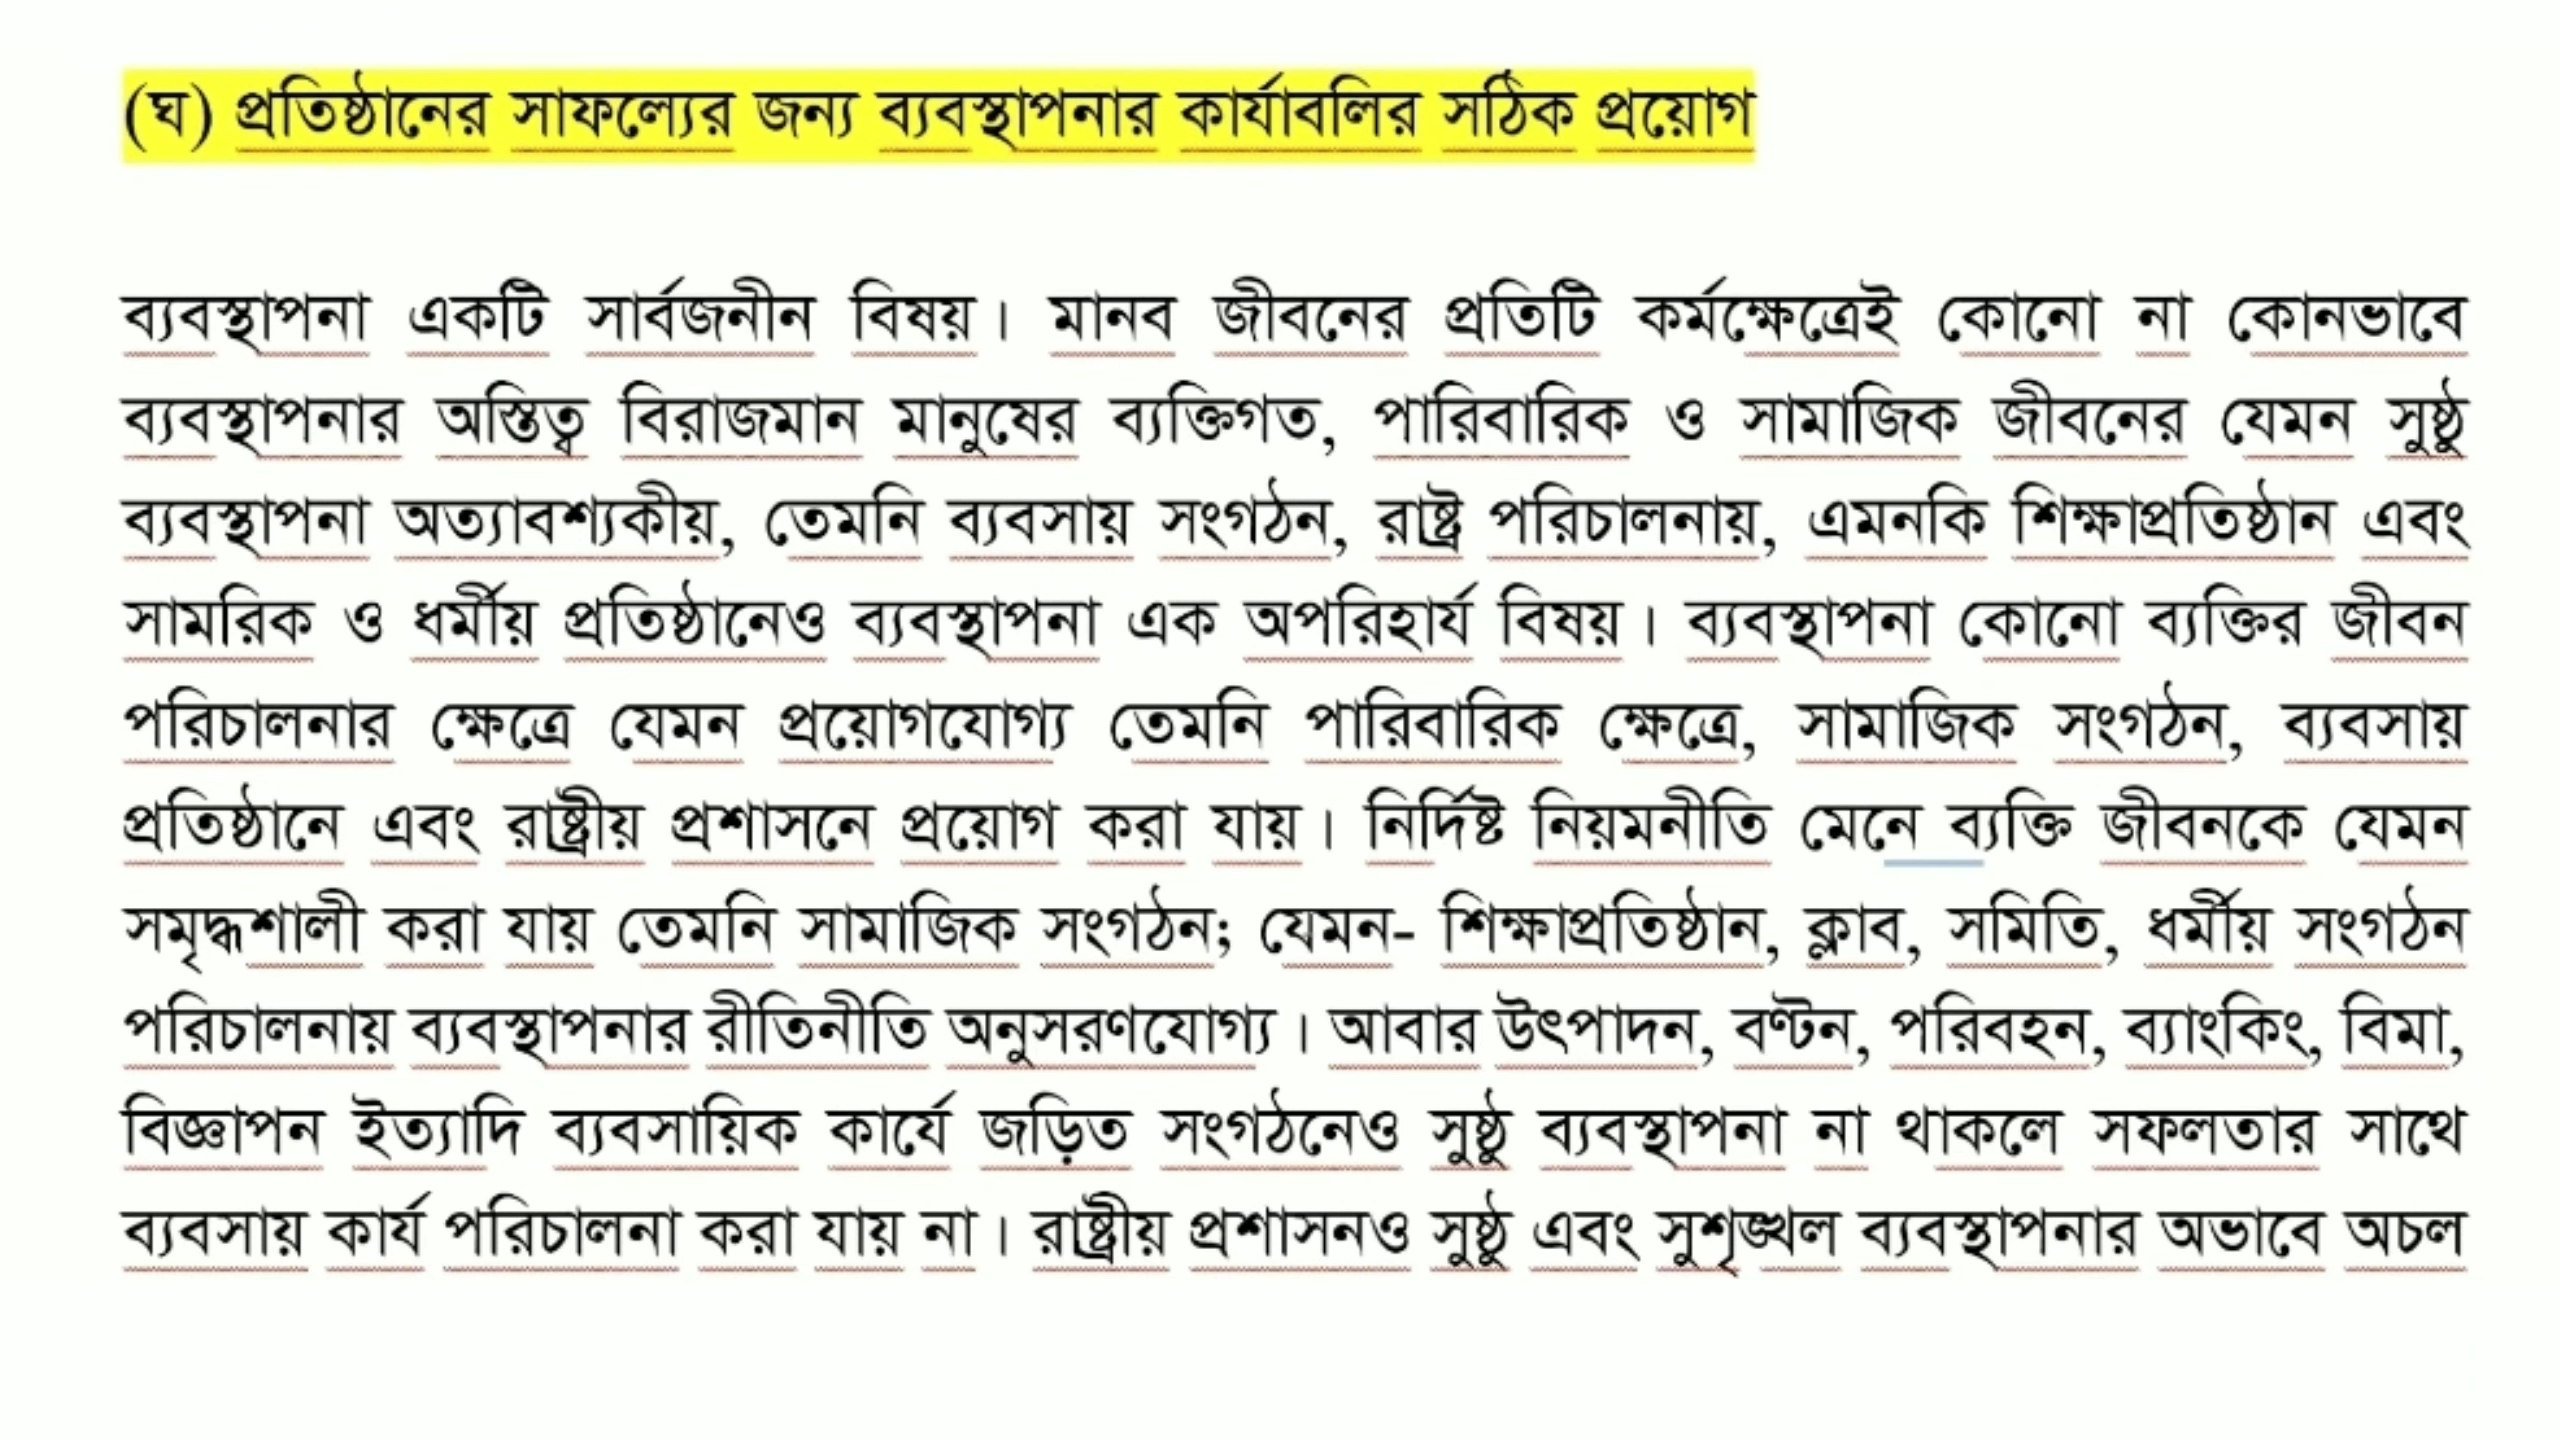 (ঘ) প্রতিষ্ঠানের সাফল্যের জন্য ব্যবস্থাপনার কার্যাবলির সঠিক প্রয়োগ
ব্যবস্থাপনা একটি সার্বজনীন বিষয়। মানব জীবনের প্রতিটি কর্মক্ষেত্রেই কোনো না কোনভাবে
ব্যবস্থাপনার অস্তিত্ব বিরাজমান মানুষের ব্যক্তিগত, পারিবারিক ও সামাজিক জীবনের যেমন সুষ্ঠু
ব্যবস্থাপনা অত্যাবশ্যকীয়, তেমনি ব্যবসায় সংগঠন, রাষ্ট্র পরিচালনায়, এমনকি শিক্ষাপ্রতিষ্ঠান এবং
সামরিক ও ধর্মীয় প্রতিষ্ঠানেও ব্যবস্থাপনা এক অপরিহার্য বিষয়। ব্যবস্থাপনা কোনো ব্যক্তির জীবন
পরিচালনার ক্ষেত্রে যেমন প্রয়োগযোগ্য তেমনি পারিবারিক ক্ষেত্রে, সামাজিক সংগঠন, ব্যবসায়
প্রতিষ্ঠানে এবং রাষ্ট্রীয় প্রশাসনে প্রয়োগ করা যায়। নির্দিষ্ট নিয়মনীতি মেনে ব্যক্তি জীবনকে যেমন
সমৃদ্ধশালী করা যায় তেমনি সামাজিক সংগঠন; যেমন- শিক্ষাপ্রতিষ্ঠান, ক্লাব, সমিতি, ধর্মীয় সংগঠন
পরিচালনায় ব্যবস্থাপনার রীতিনীতি অনুসরণযোগ্য। আবার উৎপাদন, বণ্টন, পরিবহন, ব্যাংকিং, বিমা,
বিজ্ঞাপন ইত্যাদি ব্যবসায়িক কার্যে জড়িত সংগঠনেও সুষ্ঠু ব্যবস্থাপনা না থাকলে সফলতার সাথে
ব্যবসায় কার্য পরিচালনা করা যায় না। রাষ্ট্রীয় প্রশাসনও সুষ্ঠু এবং সুশৃঙ্খল ব্যবস্থাপনার অভাবে অচল